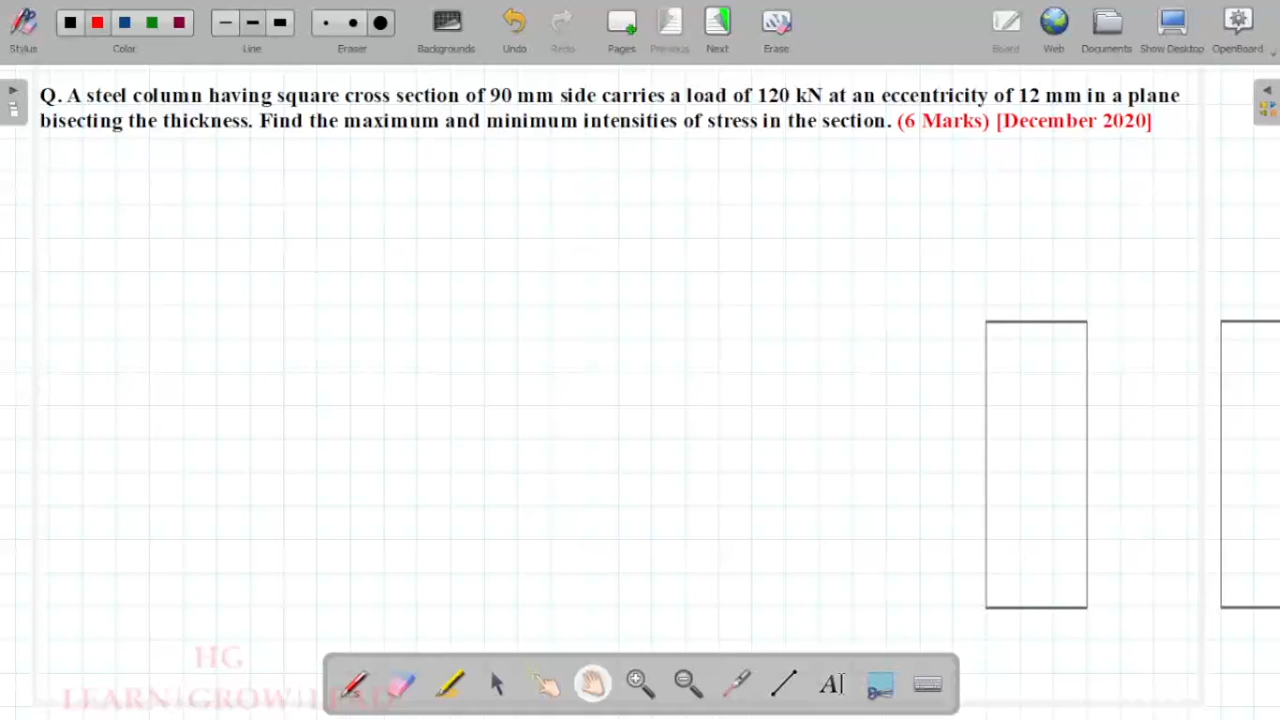 Stylus
Color
Line
Eraser
Backgrounds
Undo
Redo
Pages
Previous
Next
Erase
Board
Web
Documents
Show Desktop
OpenBoard
Q. A steel column having square cross section of 90 mm side carries a load of 120 kN at an eccentricity of 12 mm in a plane
bisecting the thickness. Find the maximum and minimum intensities of stress in the section. (6 Marks) [December 2020]
HG
LEARN|GROW|LEAD